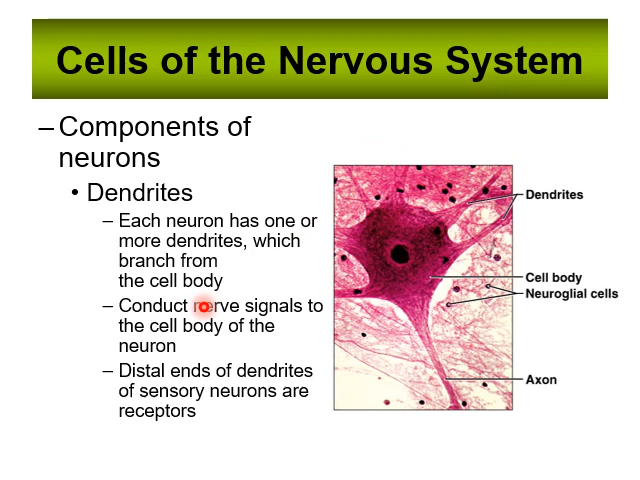 Cells of the Nervous System
– Components of
neurons
• Dendrites
– Each neuron has one or
more dendrites, which
branch from
the cell body
– Conduct nerve signals to
the cell body of the
neuron
– Distal ends of dendrites
of sensory neurons are
receptors
Dendrites
Cell body
Neuroglial cells
Axon